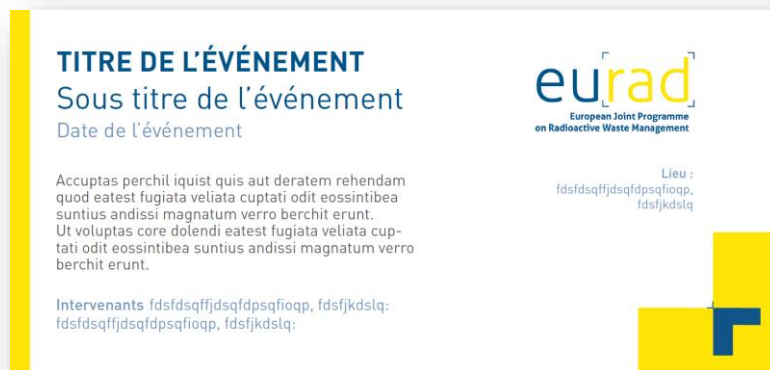 TITRE DE L'ÉVÉNEMENT
Sous titre de l'événement
Date de l'événement
Accuptas perchil iquist quis aut deratem rehendam
quod eatest fugiata veliata cuptati odit eossintibea
suntius andissi magnatum verro berchit erunt.
Ut voluptas core dolendi eatest fugiata veliata cup-
tati odit eossintibea suntius andissi magnatum verro
berchit erunt.
Intervenants fdsfdsqffjdsqfdpsqfioqp, fdsfjkdslq:
fdsfdsqffjdsqfdpsqfioqp, fdsfjkdslq:
eurad
European Joint Programme
on Radioactive Waste Management
Lieu :
fdsfdsqffjdsqfdpsqfioqp,
fdsfjkdslq